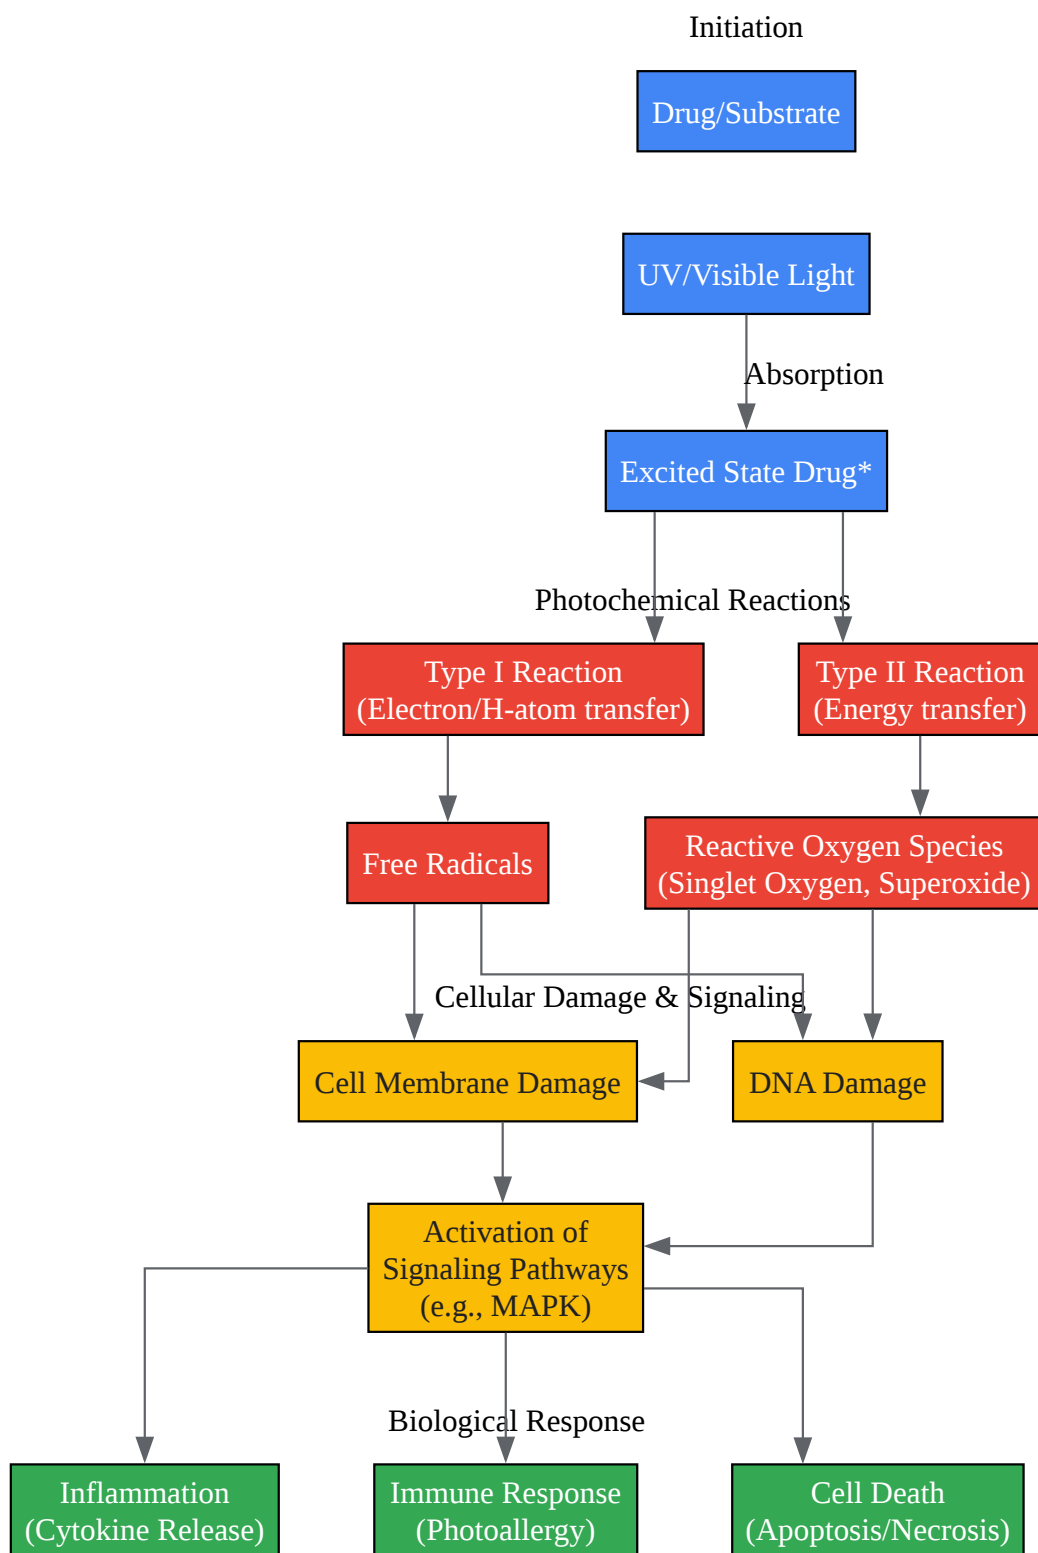 Initiation
Drug/Substrate
UV/Visible Light
Absorption
Excited State Drug*
Photochemical Reactions
Type I Reaction
(Electron/H-atom transfer)
Type II Reaction
(Energy transfer)
Free Radicals
Reactive Oxygen Species
(Singlet Oxygen, Superoxide)
Cellular Damage & Signaling
Cell Membrane Damage
DNA Damage
Activation of
Signaling Pathways
(e.g., MAPK)
Biological Response
Inflammation
(Cytokine Release)
Immune Response
(Photoallergy)
Cell Death
(Apoptosis/Necrosis)